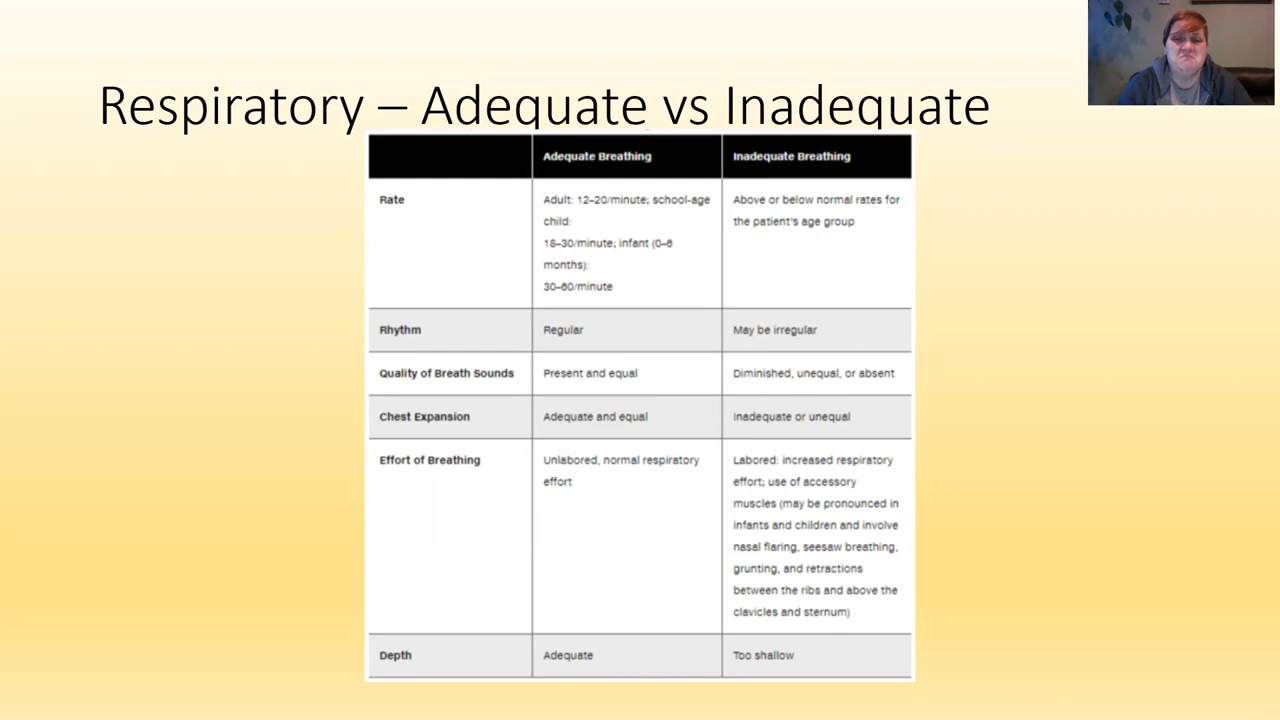 Respiratory – Adequate vs Inadequate
Adequate Breathing
Inadequate Breathing
Rate
Adult: 12–20/minute; school-age
child:
18–30/minute; infant (0–6
months):
30–60/minute
Above or below normal rates for
the patient's age group
Rhythm
Regular
May be irregular
Quality of Breath Sounds
Present and equal
Diminished, unequal, or absent
Chest Expansion
Adequate and equal
Inadequate or unequal
Effort of Breathing
Unlabored, normal respiratory
effort
Labored: increased respiratory
effort; use of accessory
muscles (may be pronounced in
infants and children and involve
nasal flaring, seesaw breathing,
grunting, and retractions
between the ribs and above the
clavicles and sternum)
Depth
Adequate
Too shallow